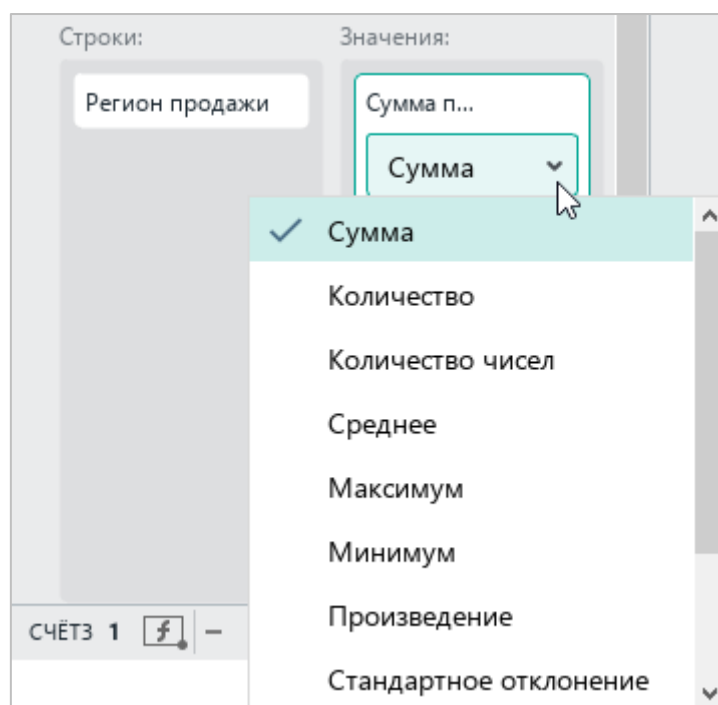 Строки:
Значения:
Регион продажи
Сумма п...
Сумма
Сумма
Количество
Количество чисел
Среднее
Максимум
Минимум
Произведение
СЧЁТЗ 1
Стандартное отклонение